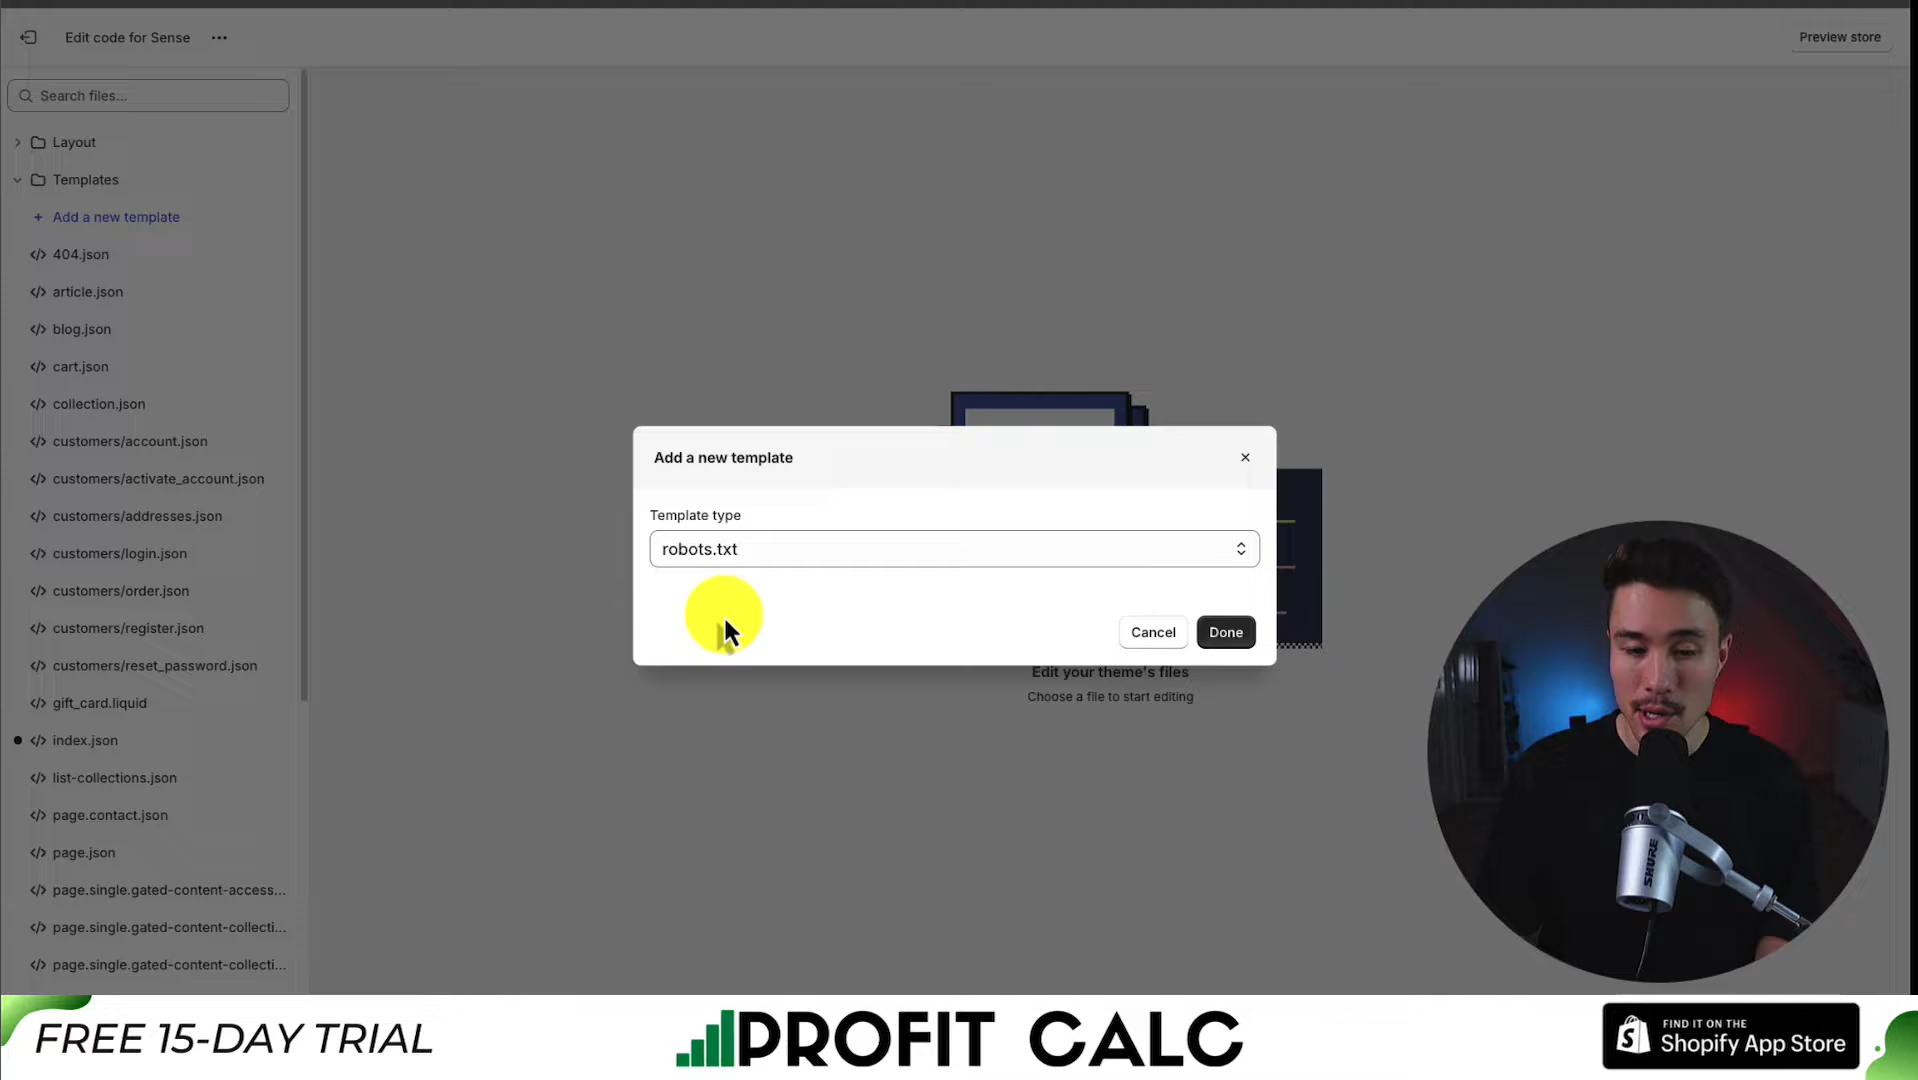 Edit code for Sense
Preview store
Search files...
Layout
Templates
+ Add a new template
404.json
article.json
blog.json
cart.json
collection.json
customers/account.json
customers/activate_account.json
customers/addresses.json
customers/login.json
customers/order.json
customers/register.json
customers/reset_password.json
gift_card.liquid
index.json
list-collections.json
page.contact.json
page.json
page.single.gated-content-access...
page.single.gated-content-collecti...
page.single.gated-content-collecti...
Add a new template
Template type
robots.txt
Cancel
Done
Edit your theme's files
Choose a file to start editing
SHURE
FREE 15-DAY TRIAL
PROFIT CALC
FIND IT ON THE
Shopify App Store